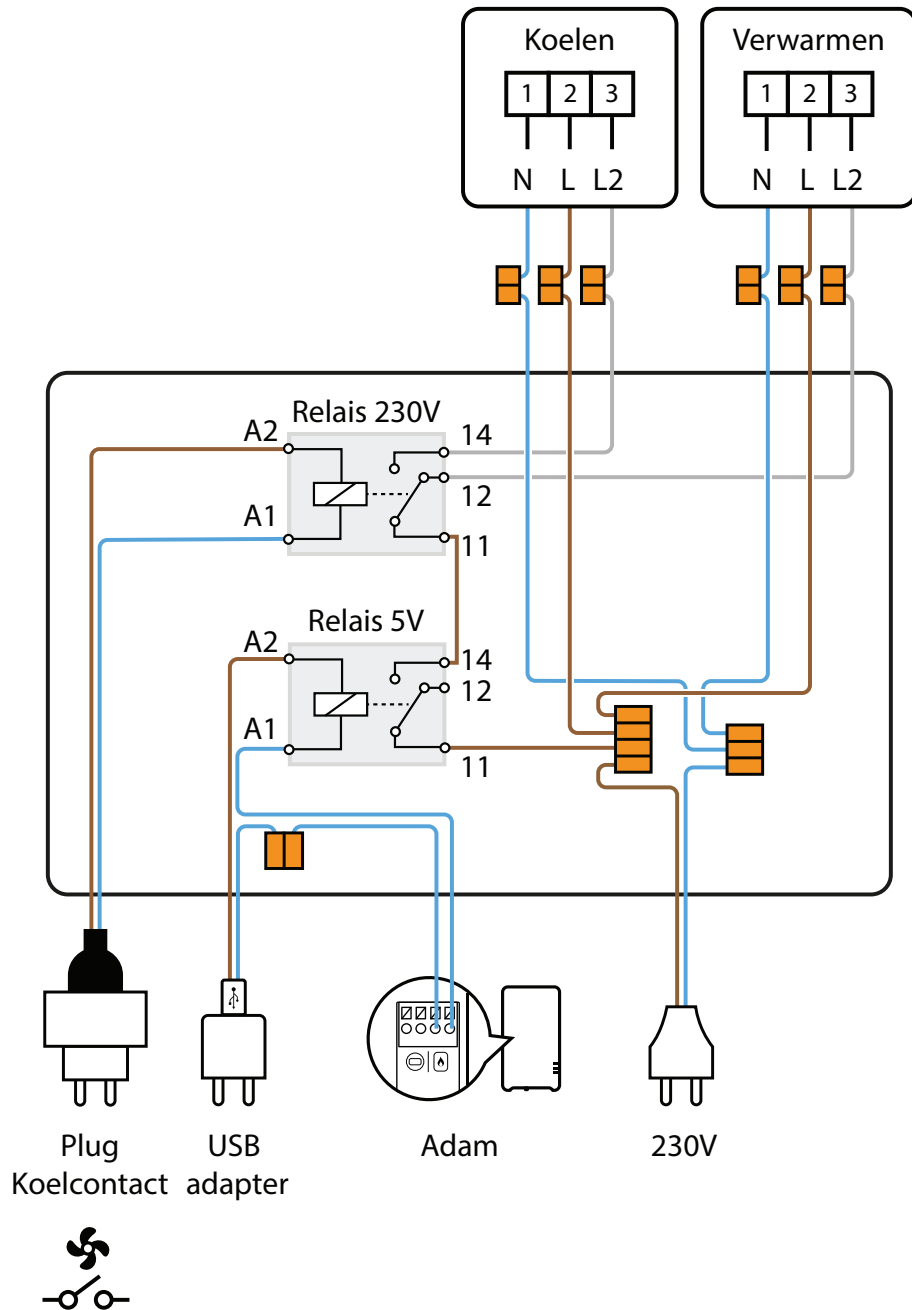 Koelen
1 2 3
N L L2
Verwarmen
1 2 3
N L L2
Relais 230V
A2
A1
14
12
11
Relais 5V
A2
A1
14
12
11
Plug
Koelcontact
USB
adapter
Adam
230V